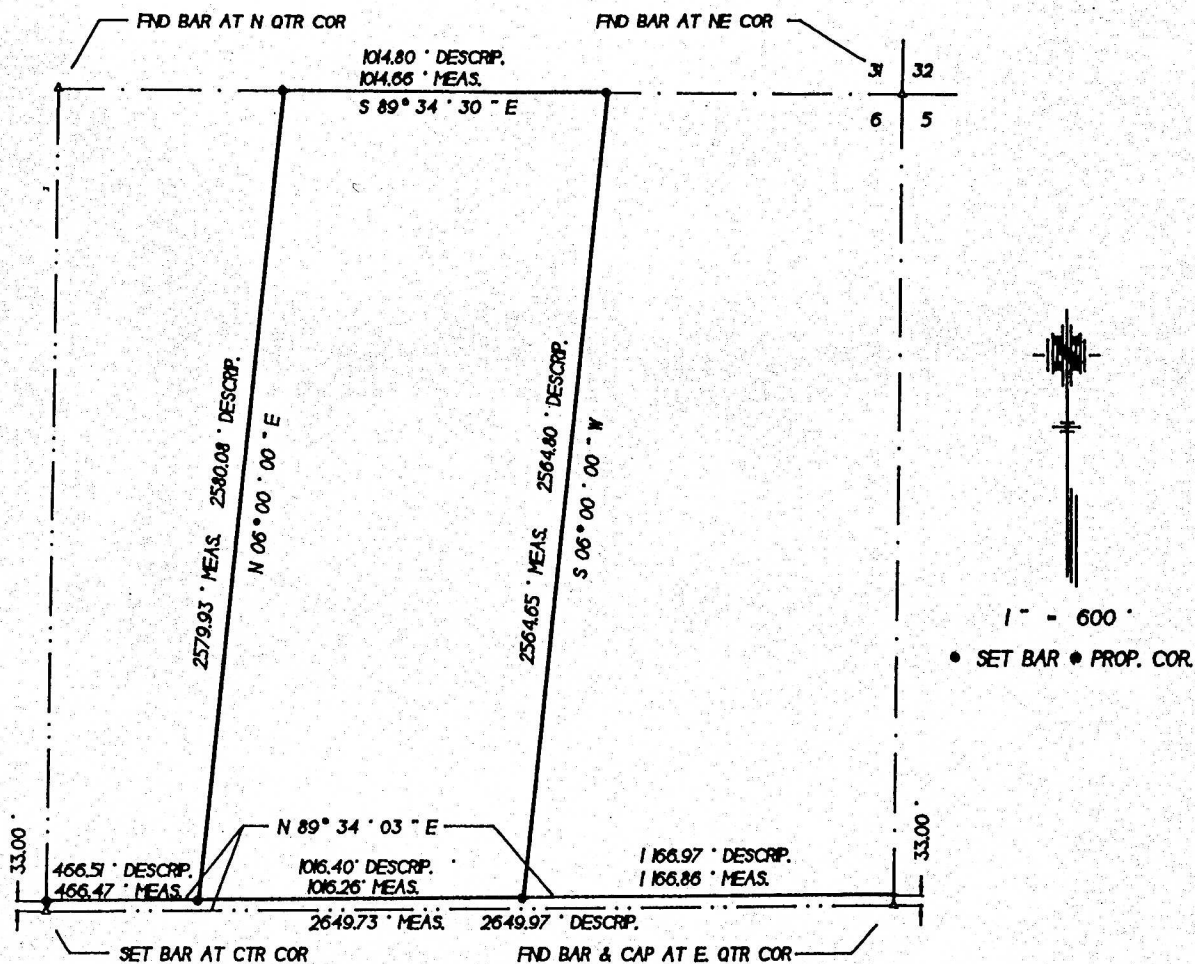 FND BAR AT N QTR COR
FND BAR AT NE COR
1014.80 ' DESCRIP.
1014.66 ' MEAS.
S 89° 34 ' 30 " E
31 32
6 5
2579.93 ' MEAS. 2580.08 ' DESCRIP.
N 06° 00 ' 00 " E
2564.65 ' MEAS. 2564.80 ' DESCRIP.
S 06° 00 ' 00 " W
1 " - 600 '
● SET BAR ● PROP. COR.
33.00 '
N 89° 34 ' 03 " E
33.00 '
466.51 ' DESCRIP.
466.47 ' MEAS.
1016.40 ' DESCRIP.
1016.26 ' MEAS.
1 166.97 ' DESCRIP.
1 166.86 ' MEAS.
2649.73 ' MEAS. 2649.97 ' DESCRIP.
SET BAR AT CTR COR
FND BAR & CAP AT E. QTR COR